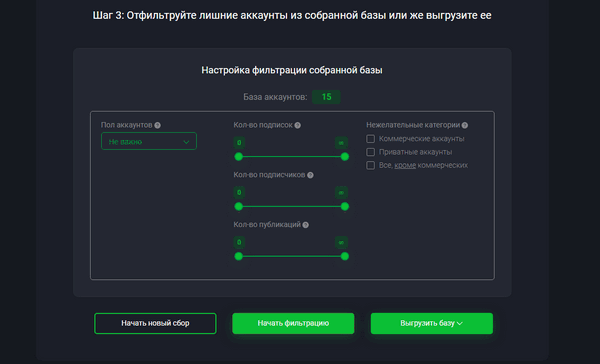 Шаг 3: Отфильтруйте лишние аккаунты из собранной базы или же выгрузите ее
Настройка фильтрации собранной базы
База аккаунтов: 15
Пол аккаунтов ?
Не важно
Кол-во подписок ?
0 ∞
Кол-во подписчиков ?
0 ∞
Кол-во публикаций ?
0 ∞
Нежелательные категории ?
Коммерческие аккаунты
Приватные аккаунты
Все, кроме коммерческих
Начать новый сбор
Начать фильтрацию
Выгрузить базу